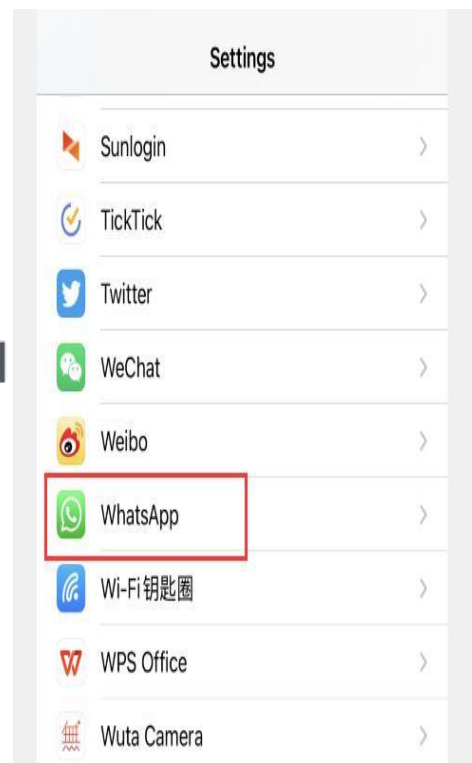 Settings
Sunlogin
TickTick
Twitter
WeChat
Weibo
WhatsApp
Wi-Fi钥匙圈
WPS Office
Wuta Camera